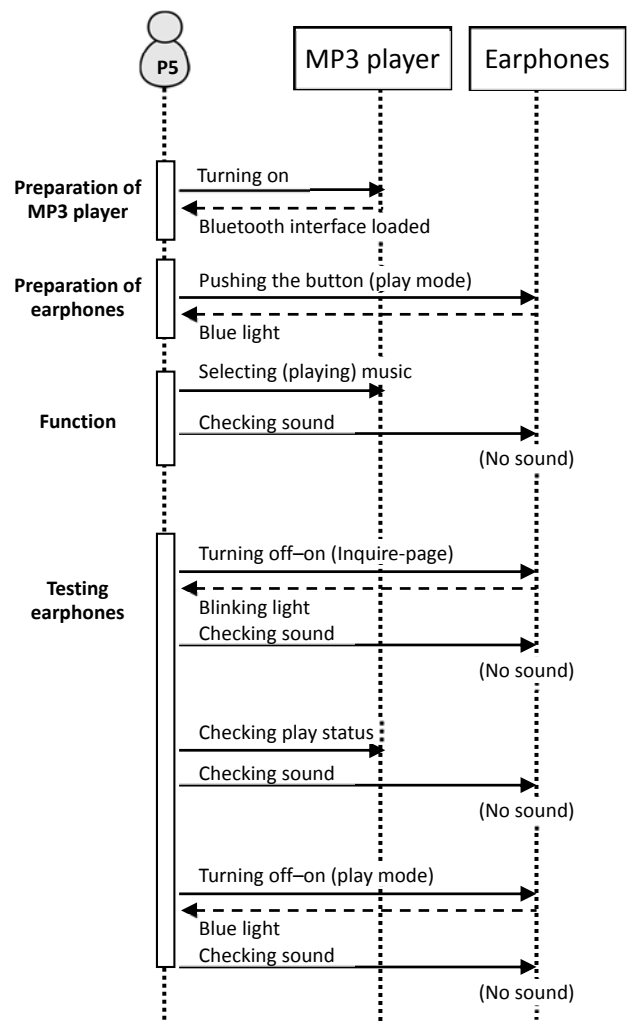 P5
MP3 player
Earphones
Preparation of
MP3 player
Turning on
Bluetooth interface loaded
Preparation of
earphones
Pushing the button (play mode)
Blue light
Function
Selecting (playing) music
Checking sound
(No sound)
Testing
earphones
Turning off–on (Inquire-page)
Blinking light
Checking sound
(No sound)
Checking play status
Checking sound
(No sound)
Turning off–on (play mode)
Blue light
Checking sound
(No sound)